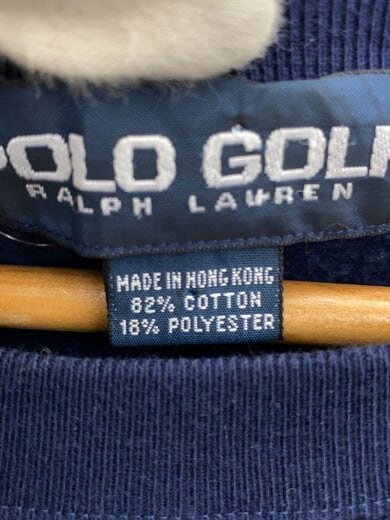 POLO GOLF
RALPH LAUREN
MADE IN HONG KONG
82% COTTON
18% POLYESTER